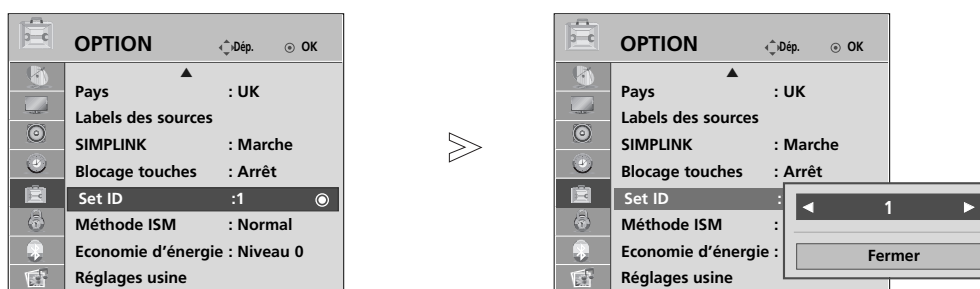 OPTION Dép. OK
Pays : UK
Labels des sources
SIMPLINK : Marche
Blocage touches : Arrêt
Set ID :1
Méthode ISM : Normal
Economie d'énergie : Niveau 0
Réglages usine
OPTION Dép. OK
Pays : UK
Labels des sources
SIMPLINK : Marche
Blocage touches : Arrêt
Set ID :
Méthode ISM :
Economie d'énergie :
Réglages usine
1
Fermer